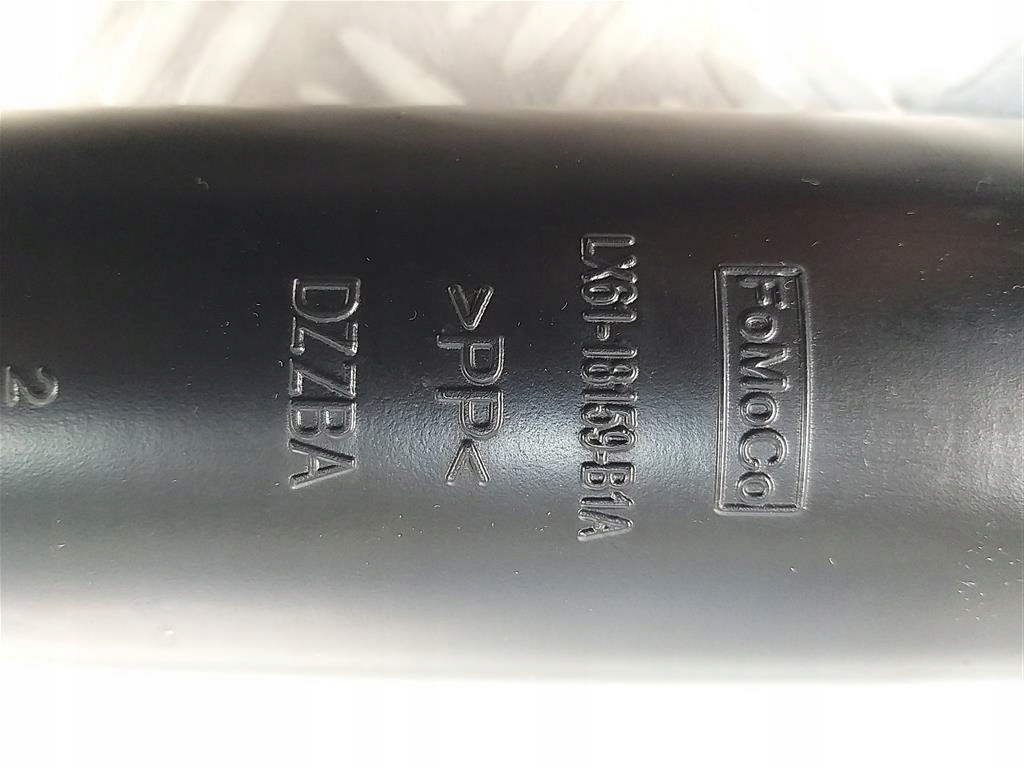 FoMoCo
LX61-18159-B1A
>PP<
DZZBA
2